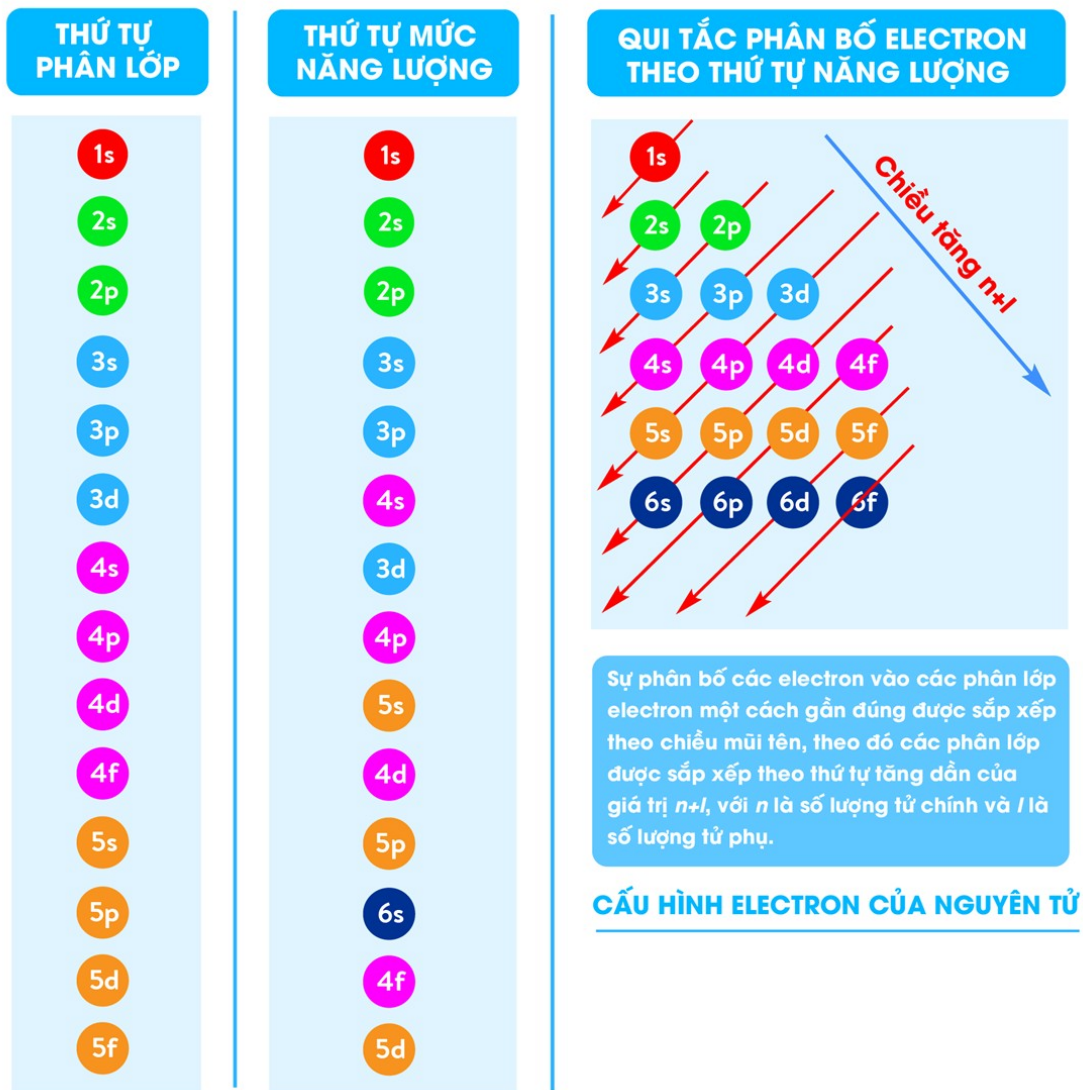 THỨ TỰ
PHÂN LỚP
1s
2s
2p
3s
3p
3d
4s
4p
4d
4f
5s
5p
5d
5f
THỨ TỰ MỨC
NĂNG LƯỢNG
1s
2s
2p
3s
3p
4s
3d
4p
5s
4d
5p
6s
4f
5d
QUI TẮC PHÂN BỐ ELECTRON
THEO THỨ TỰ NĂNG LƯỢNG
Chiều tăng n+l
1s
2s 2p
3s 3p 3d
4s 4p 4d 4f
5s 5p 5d 5f
6s 6p 6d 6f
Sự phân bố các electron vào các phân lớp
electron một cách gần đúng được sắp xếp
theo chiều mũi tên, theo đó các phân lớp
được sắp xếp theo thứ tự tăng dần của
giá trị n+l, với n là số lượng tử chính và l là
số lượng tử phụ.
CẤU HÌNH ELECTRON CỦA NGUYÊN TỬ